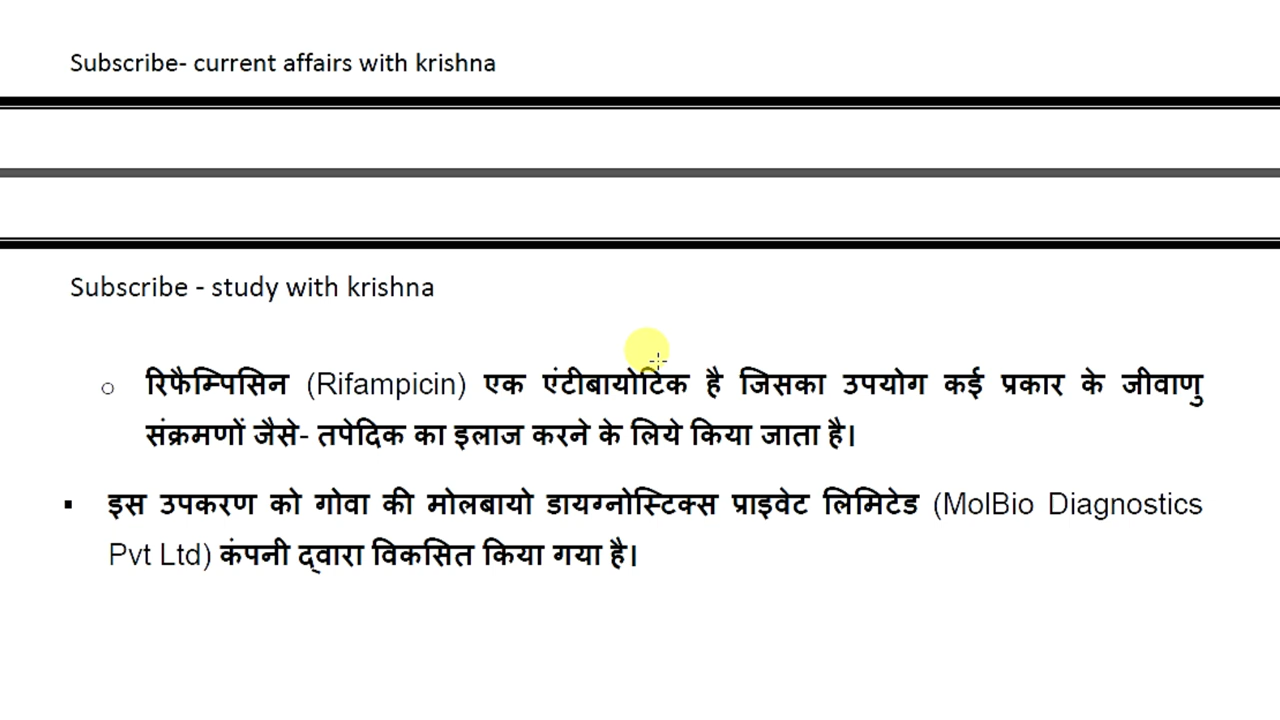 Subscribe- current affairs with krishna
Subscribe - study with krishna
रिफैम्पिसिन (Rifampicin) एक एंटीबायोटिक है जिसका उपयोग कई प्रकार के जीवाणु
संक्रमणों जैसे- तपेदिक का इलाज करने के लिये किया जाता है।
इस उपकरण को गोवा की मोलबायो डायग्नोस्टिक्स प्राइवेट लिमिटेड (MolBio Diagnostics
Pvt Ltd) कंपनी द्वारा विकसित किया गया है।